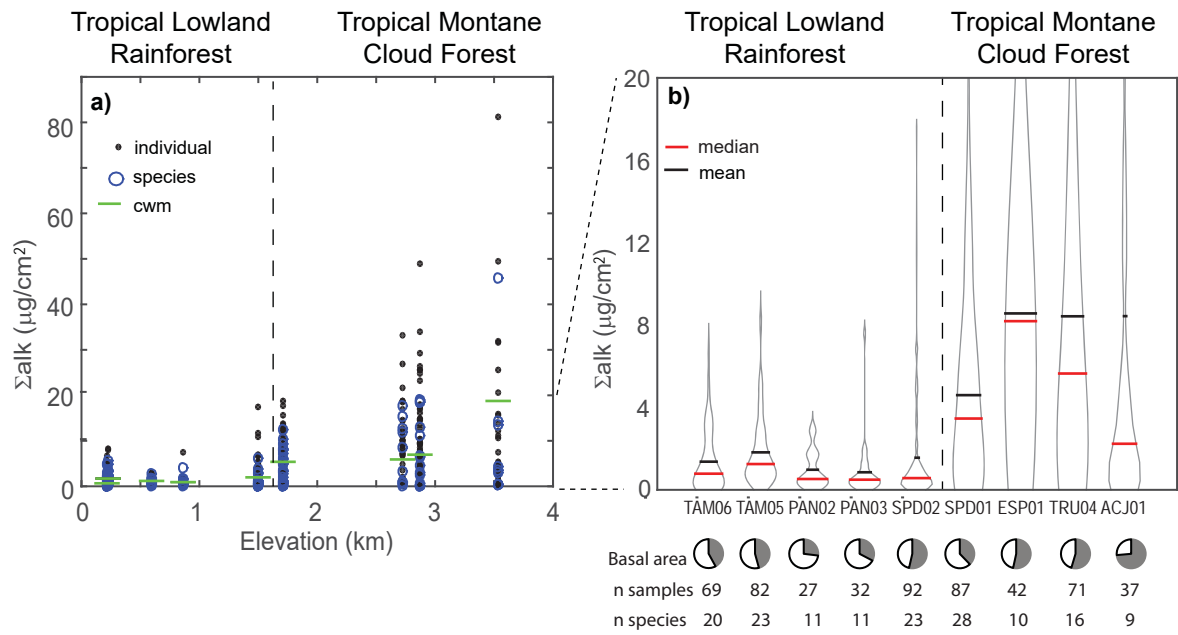 Tropical Lowland Rainforest
Tropical Montane Cloud Forest
a)
individual
species
cwm
80
60
40
20
0
Σalk (µg/cm²)
0 1 2 3 4
Elevation (km)
Tropical Lowland Rainforest
Tropical Montane Cloud Forest
b)
median
mean
20
16
12
8
4
0
Σalk (µg/cm²)
TAM06 TAM05 PAN02 PAN03 SPD02 SPD01 ESP01 TRU04 ACJ01
Basal area
n samples 69 82 27 32 92 87 42 71 37
n species 20 23 11 11 23 28 10 16 9